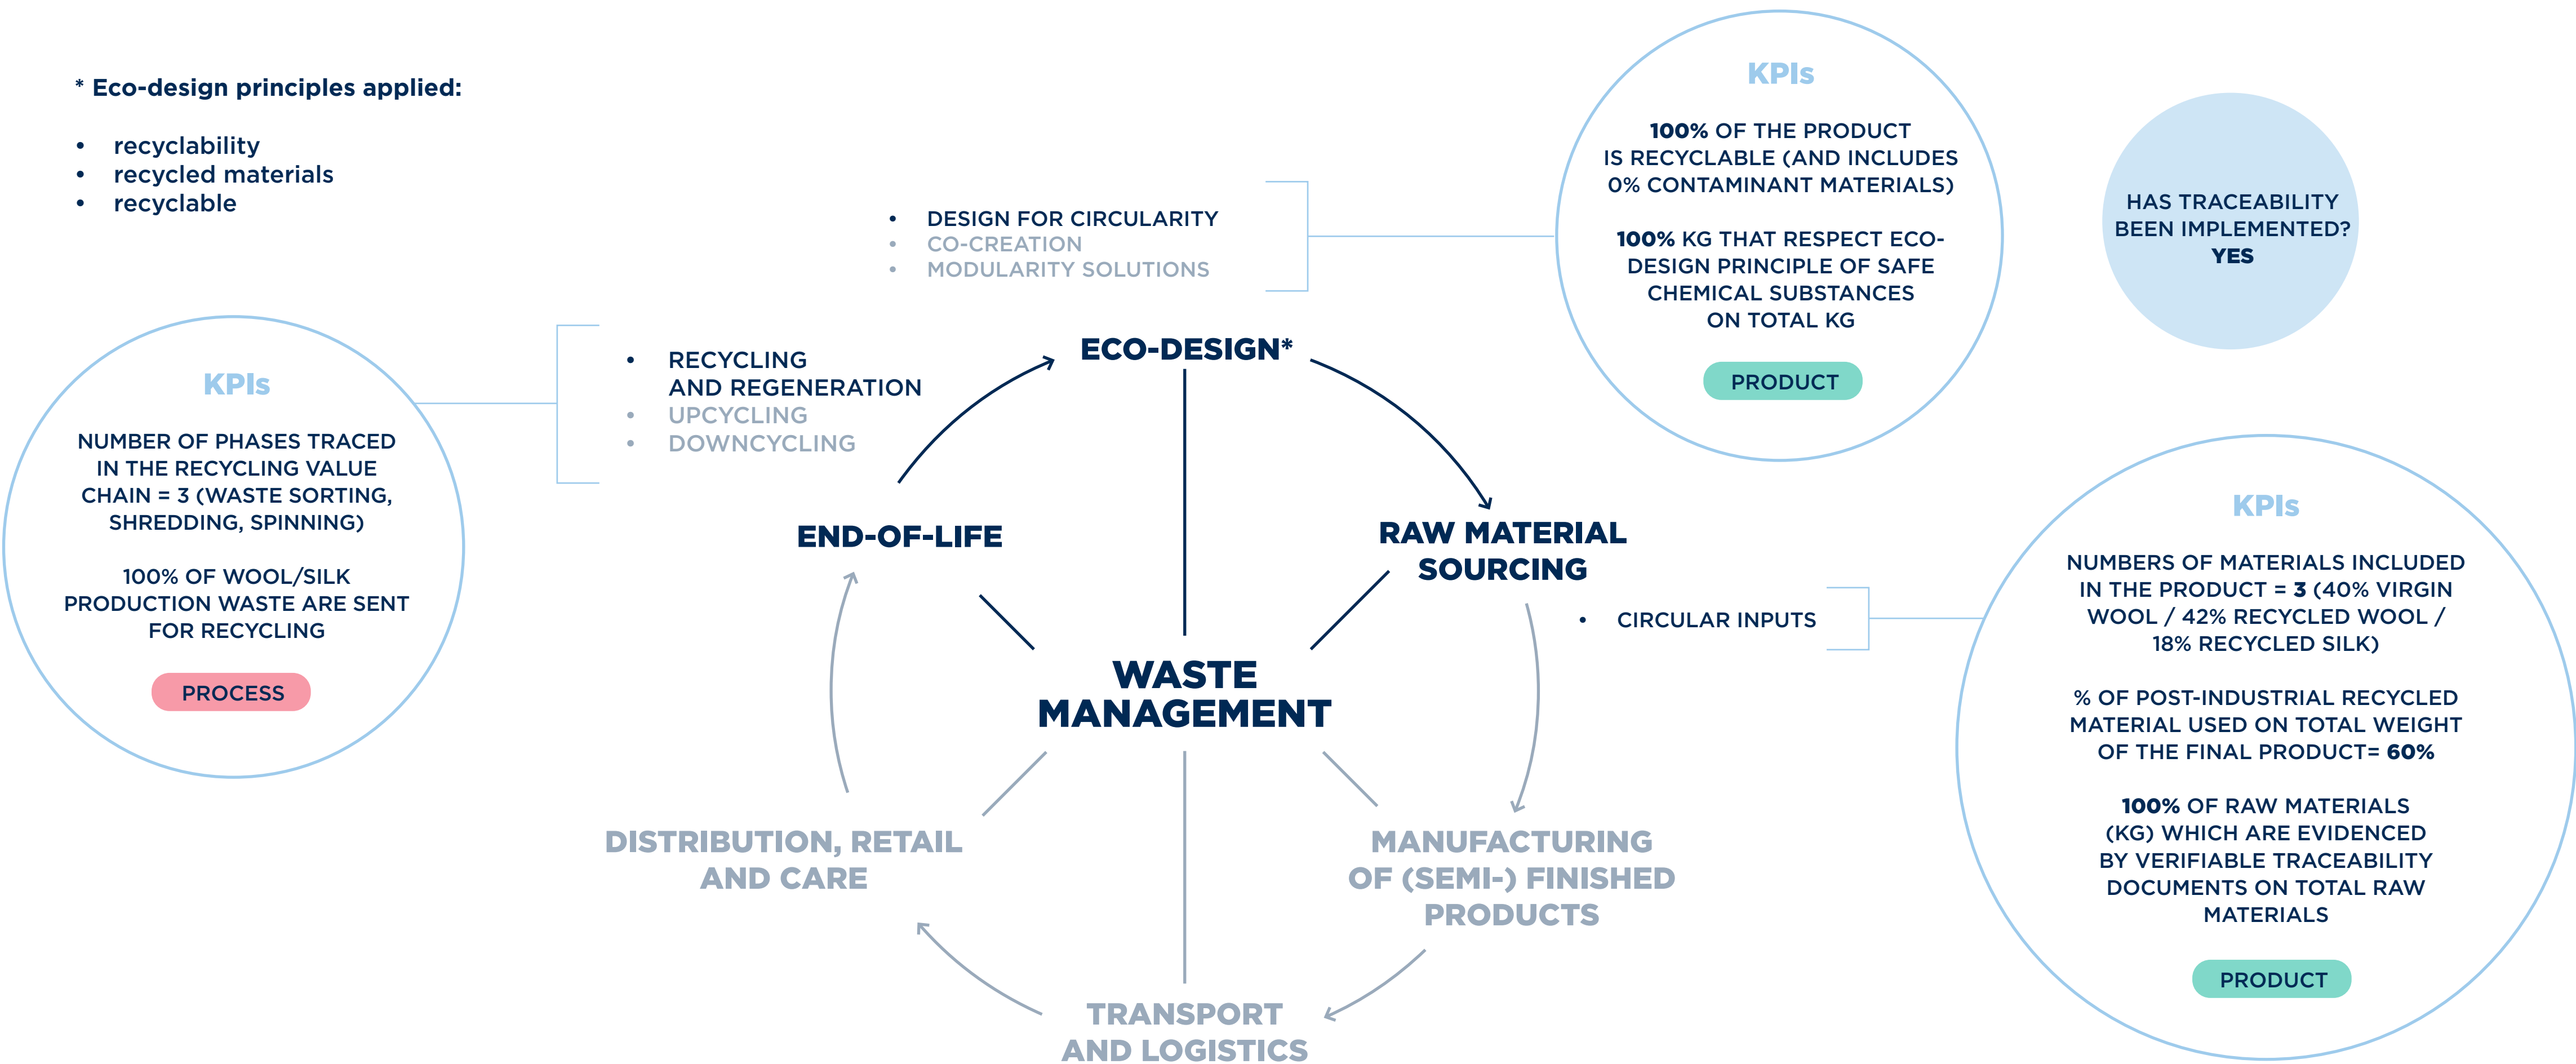 * Eco-design principles applied:
• recyclability
• recycled materials
• recyclable
• DESIGN FOR CIRCULARITY
• CO-CREATION
• MODULARITY SOLUTIONS
KPIs
100% OF THE PRODUCT
IS RECYCLABLE (AND INCLUDES
0% CONTAMINANT MATERIALS)
100% KG THAT RESPECT ECO-
DESIGN PRINCIPLE OF SAFE
CHEMICAL SUBSTANCES
ON TOTAL KG
PRODUCT
HAS TRACEABILITY
BEEN IMPLEMENTED?
YES
KPIs
NUMBER OF PHASES TRACED
IN THE RECYCLING VALUE
CHAIN = 3 (WASTE SORTING,
SHREDDING, SPINNING)
100% OF WOOL/SILK
PRODUCTION WASTE ARE SENT
FOR RECYCLING
PROCESS
• RECYCLING
AND REGENERATION
• UPCYCLING
• DOWNCYCLING
ECO-DESIGN*
END-OF-LIFE
RAW MATERIAL
SOURCING
• CIRCULAR INPUTS
KPIs
NUMBERS OF MATERIALS INCLUDED
IN THE PRODUCT = 3 (40% VIRGIN
WOOL / 42% RECYCLED WOOL /
18% RECYCLED SILK)
% OF POST-INDUSTRIAL RECYCLED
MATERIAL USED ON TOTAL WEIGHT
OF THE FINAL PRODUCT= 60%
100% OF RAW MATERIALS
(KG) WHICH ARE EVIDENCED
BY VERIFIABLE TRACEABILITY
DOCUMENTS ON TOTAL RAW
MATERIALS
PRODUCT
WASTE
MANAGEMENT
DISTRIBUTION, RETAIL
AND CARE
MANUFACTURING
OF (SEMI-) FINISHED
PRODUCTS
TRANSPORT
AND LOGISTICS